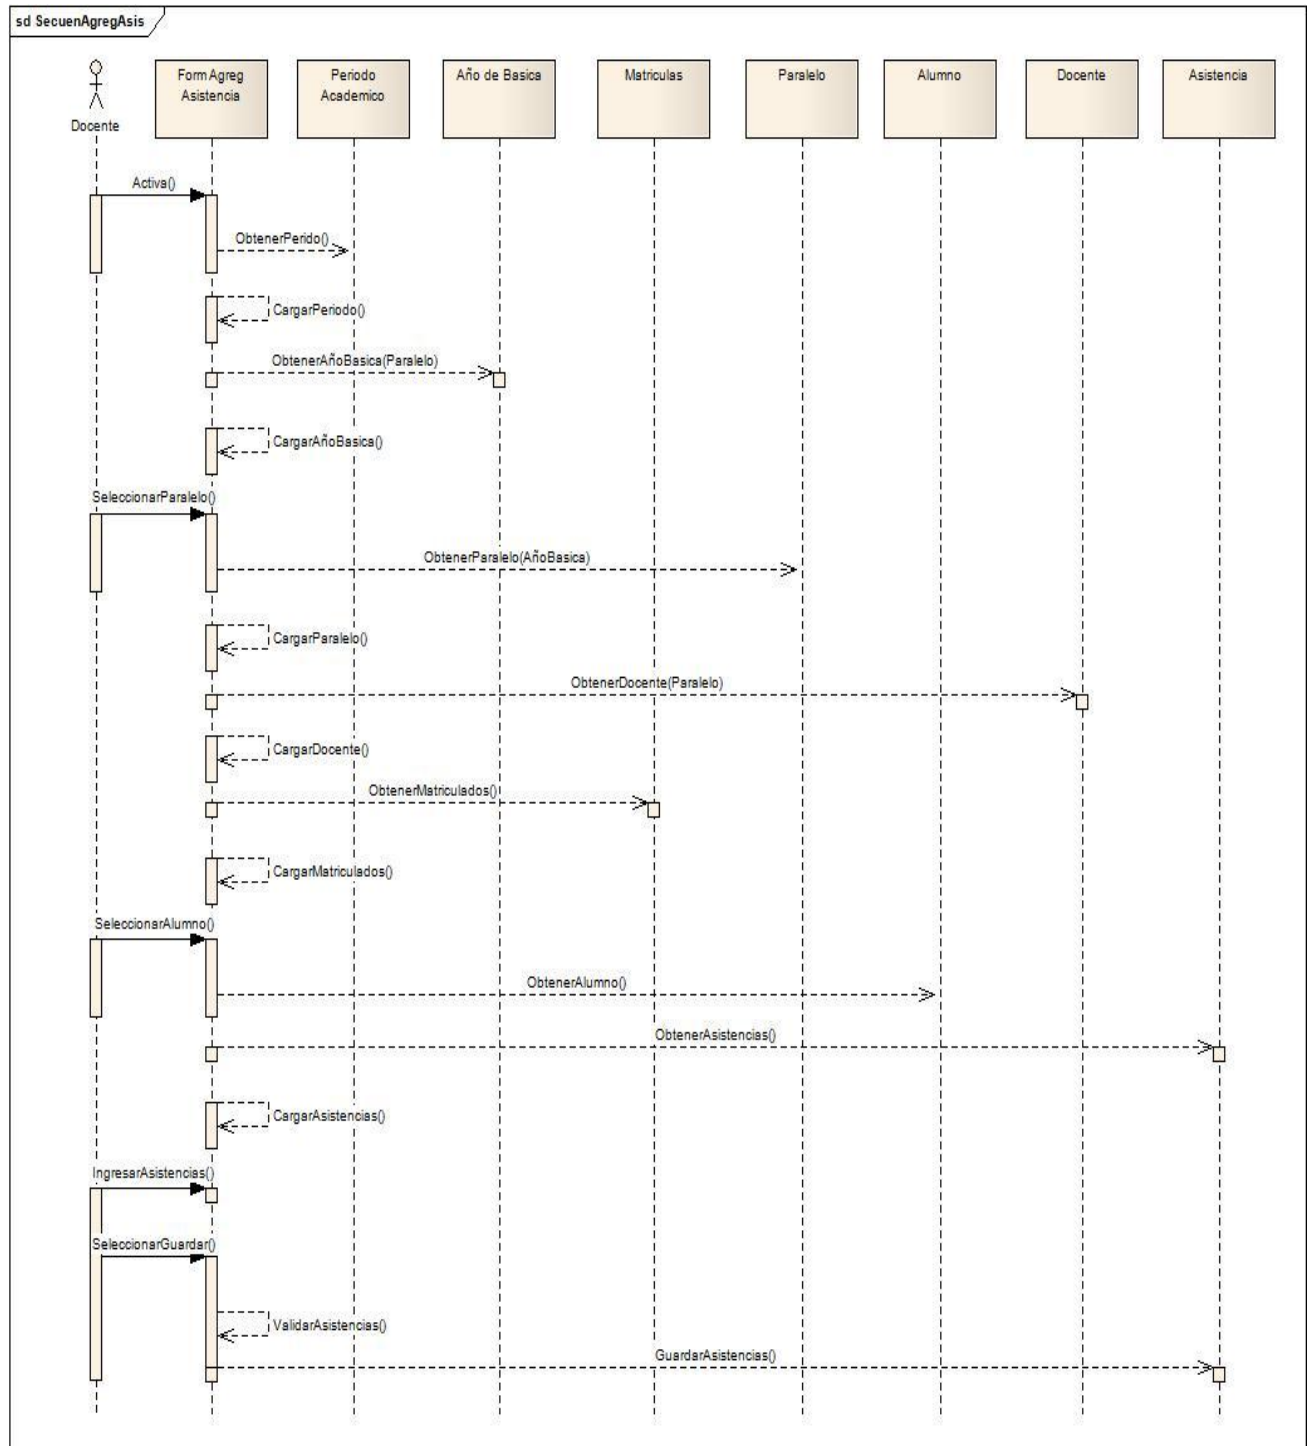 sd SecuenAgregAsis
Docente
Form Agreg
Asistencia
Periodo
Academico
Año de Basica
Matriculas
Paralelo
Alumno
Docente
Asistencia
Activa()
ObtenerPerido()
CargarPeriodo()
ObtenerAñoBasica(Paralelo)
CargarAñoBasica()
SeleccionarParalelo()
ObtenerParalelo(AñoBasica)
CargarParalelo()
ObtenerDocente(Paralelo)
CargarDocente()
ObtenerMatriculados()
CargarMatriculados()
SeleccionarAlumno()
ObtenerAlumno()
ObtenerAsistencias()
CargarAsistencias()
IngresarAsistencias()
SeleccionarGuardar()
ValidarAsistencias()
GuardarAsistencias()